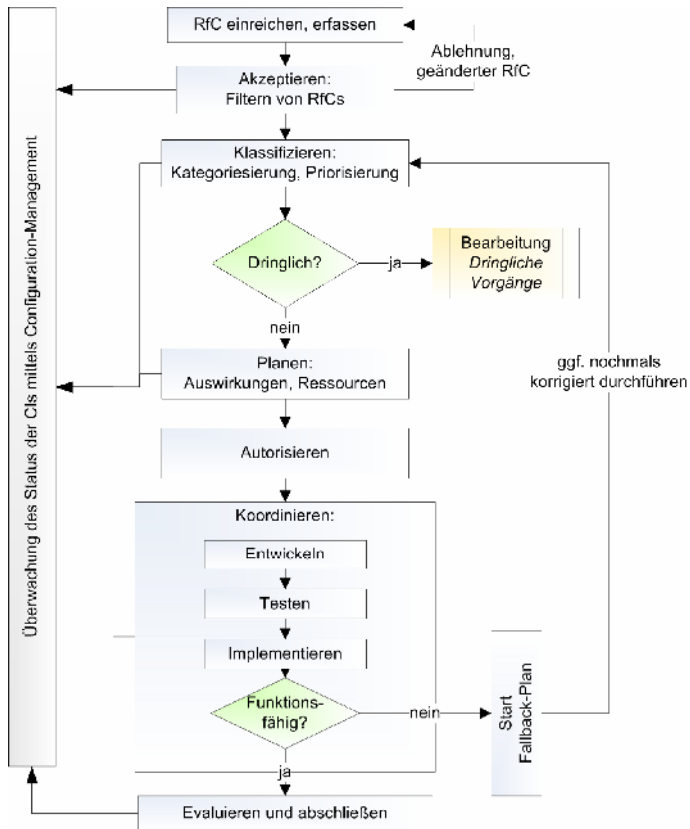 RfC einreichen, erfassen
Ablehnung,
geänderter RfC
Akzeptieren:
Filtern von RfCs
Klassifizieren:
Kategoriesierung, Priorisierung
Dringlich?
ja
Bearbeitung
Dringliche
Vorgänge
nein
Planen:
Auswirkungen, Ressourcen
ggf. nochmals
korrigiert durchführen
Autorisieren
Koordinieren:
Entwickeln
Testen
Implementieren
Funktions-
fähig?
nein
Start
Fallback-Plan
ja
Evaluieren und abschließen
Überwachung des Status der CIs mittels Configuration-Management